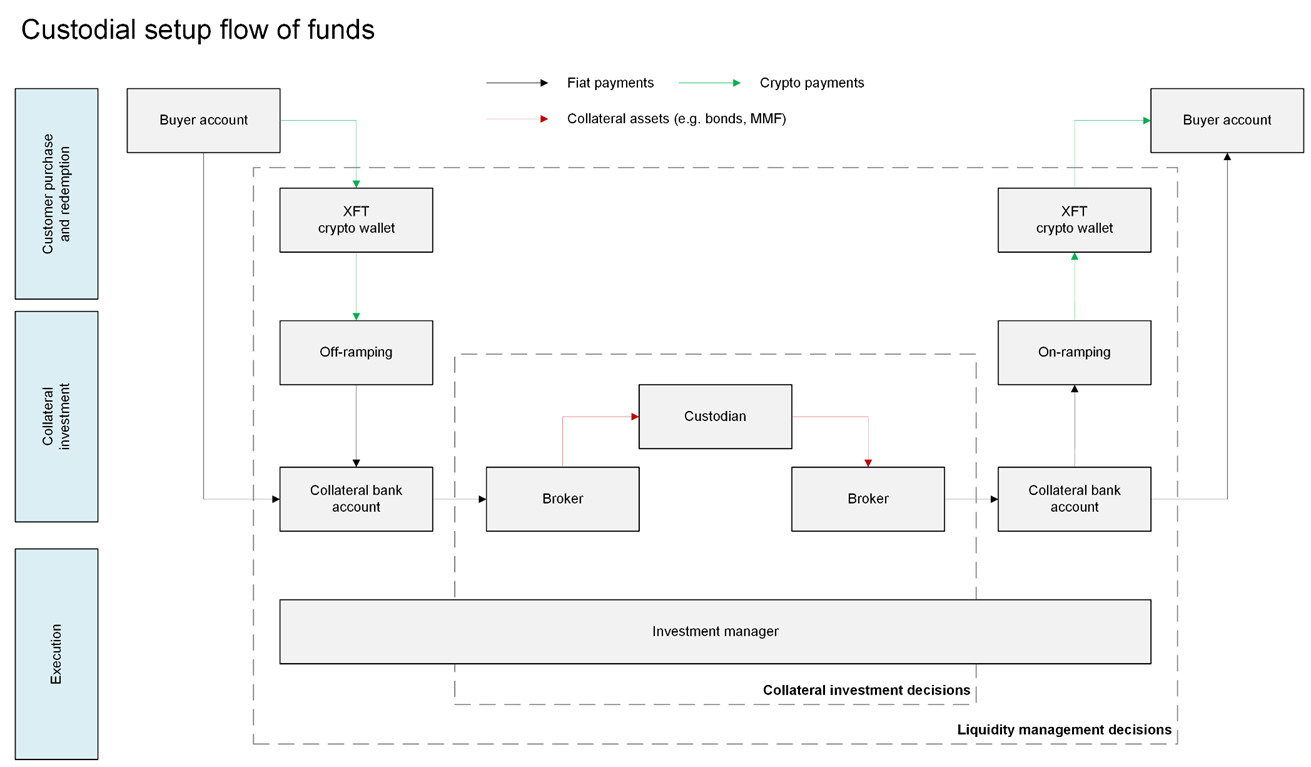 Custodial setup flow of funds
Fiat payments
Crypto payments
Collateral assets (e.g. bonds, MMF)
Customer purchase
and redemption
Buyer account
Buyer account
XFT
crypto wallet
XFT
crypto wallet
Collateral
investment
Off-ramping
On-ramping
Custodian
Collateral bank
account
Broker
Broker
Collateral bank
account
Execution
Investment manager
Collateral investment decisions
Liquidity management decisions